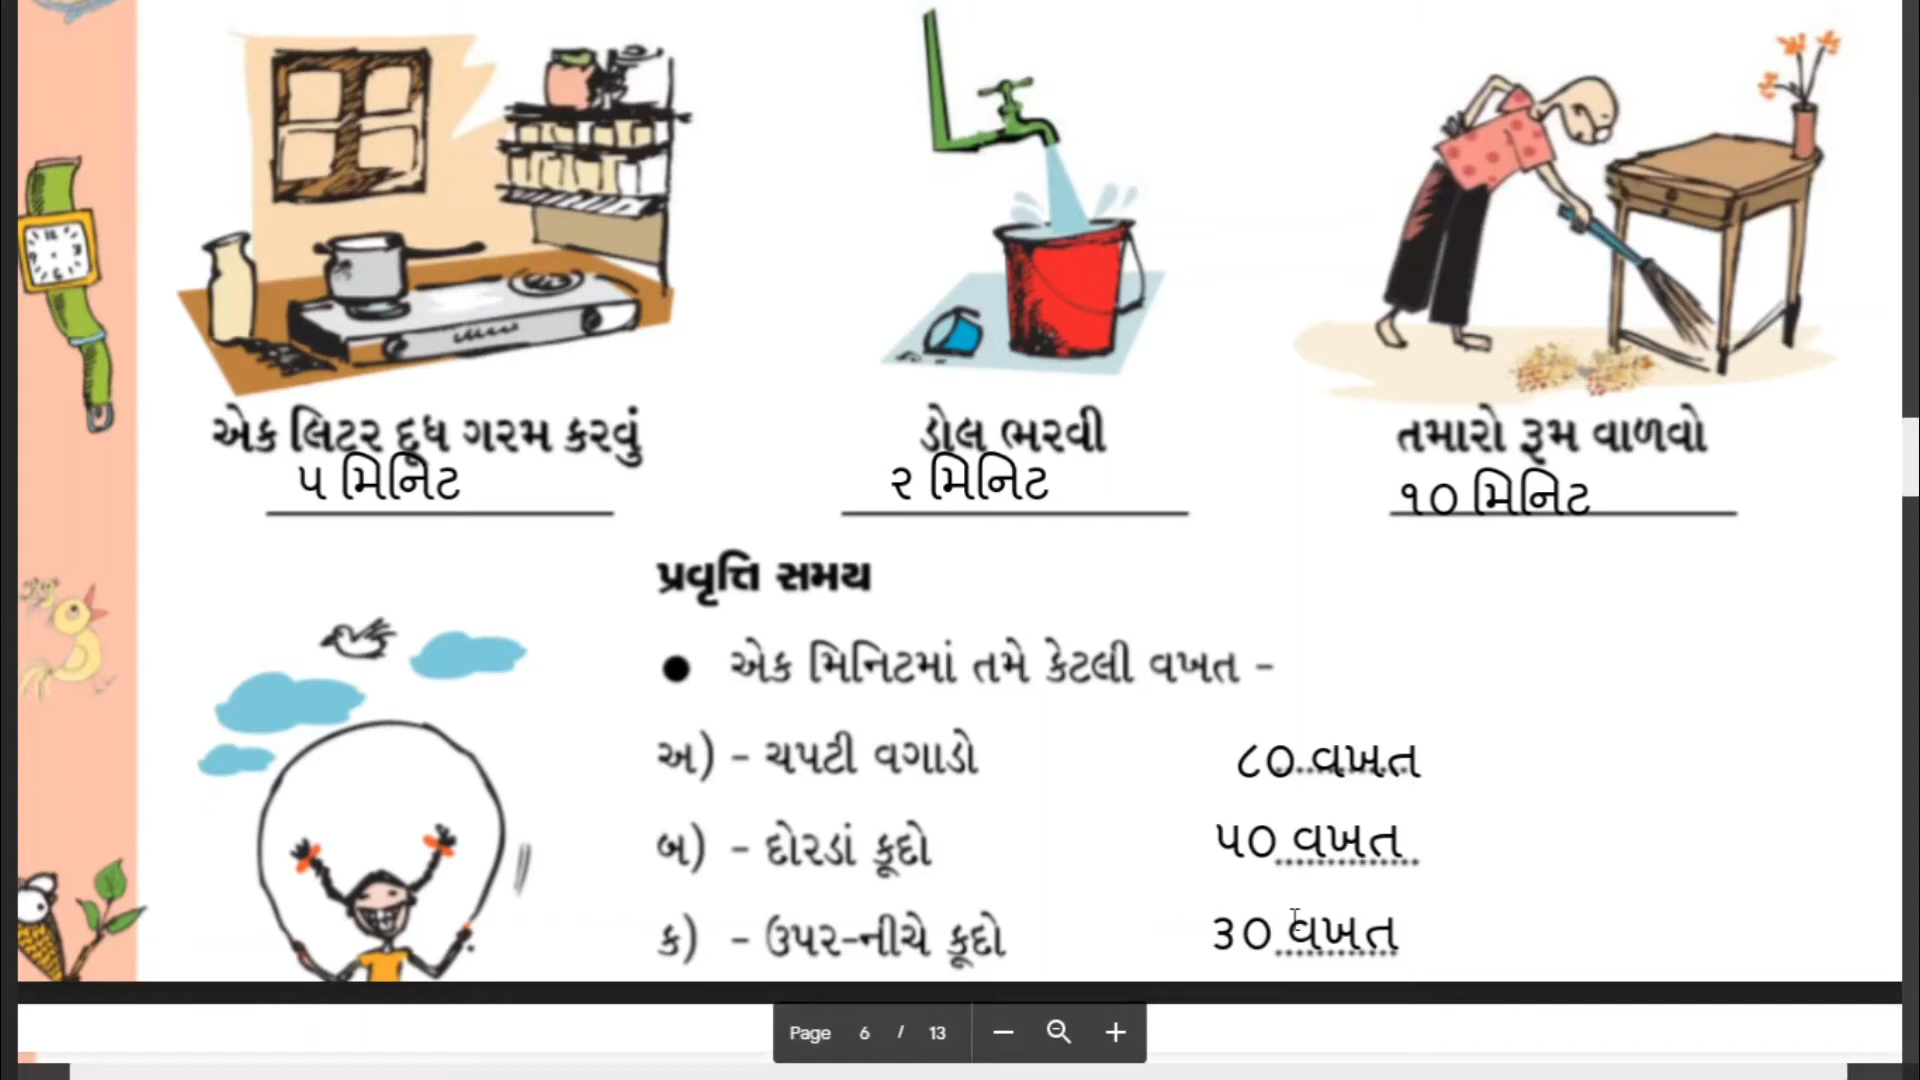 એક લિટર દૂધ ગરમ કરવું
૫ મિનિટ
ડોલ ભરવી
૨ મિનિટ
તમારો રૂમ વાળવો
૧૦ મિનિટ
પ્રવૃત્તિ સમય
● એક મિનિટમાં તમે કેટલી વખત –
અ) – ચપટી વગાડો ૮૦ વખત
બ) – દોરડાં કૂદો ૫૦ વખત
ક) – ઉપર-નીચે કૂદો ૩૦ વખત
Page 6 / 13